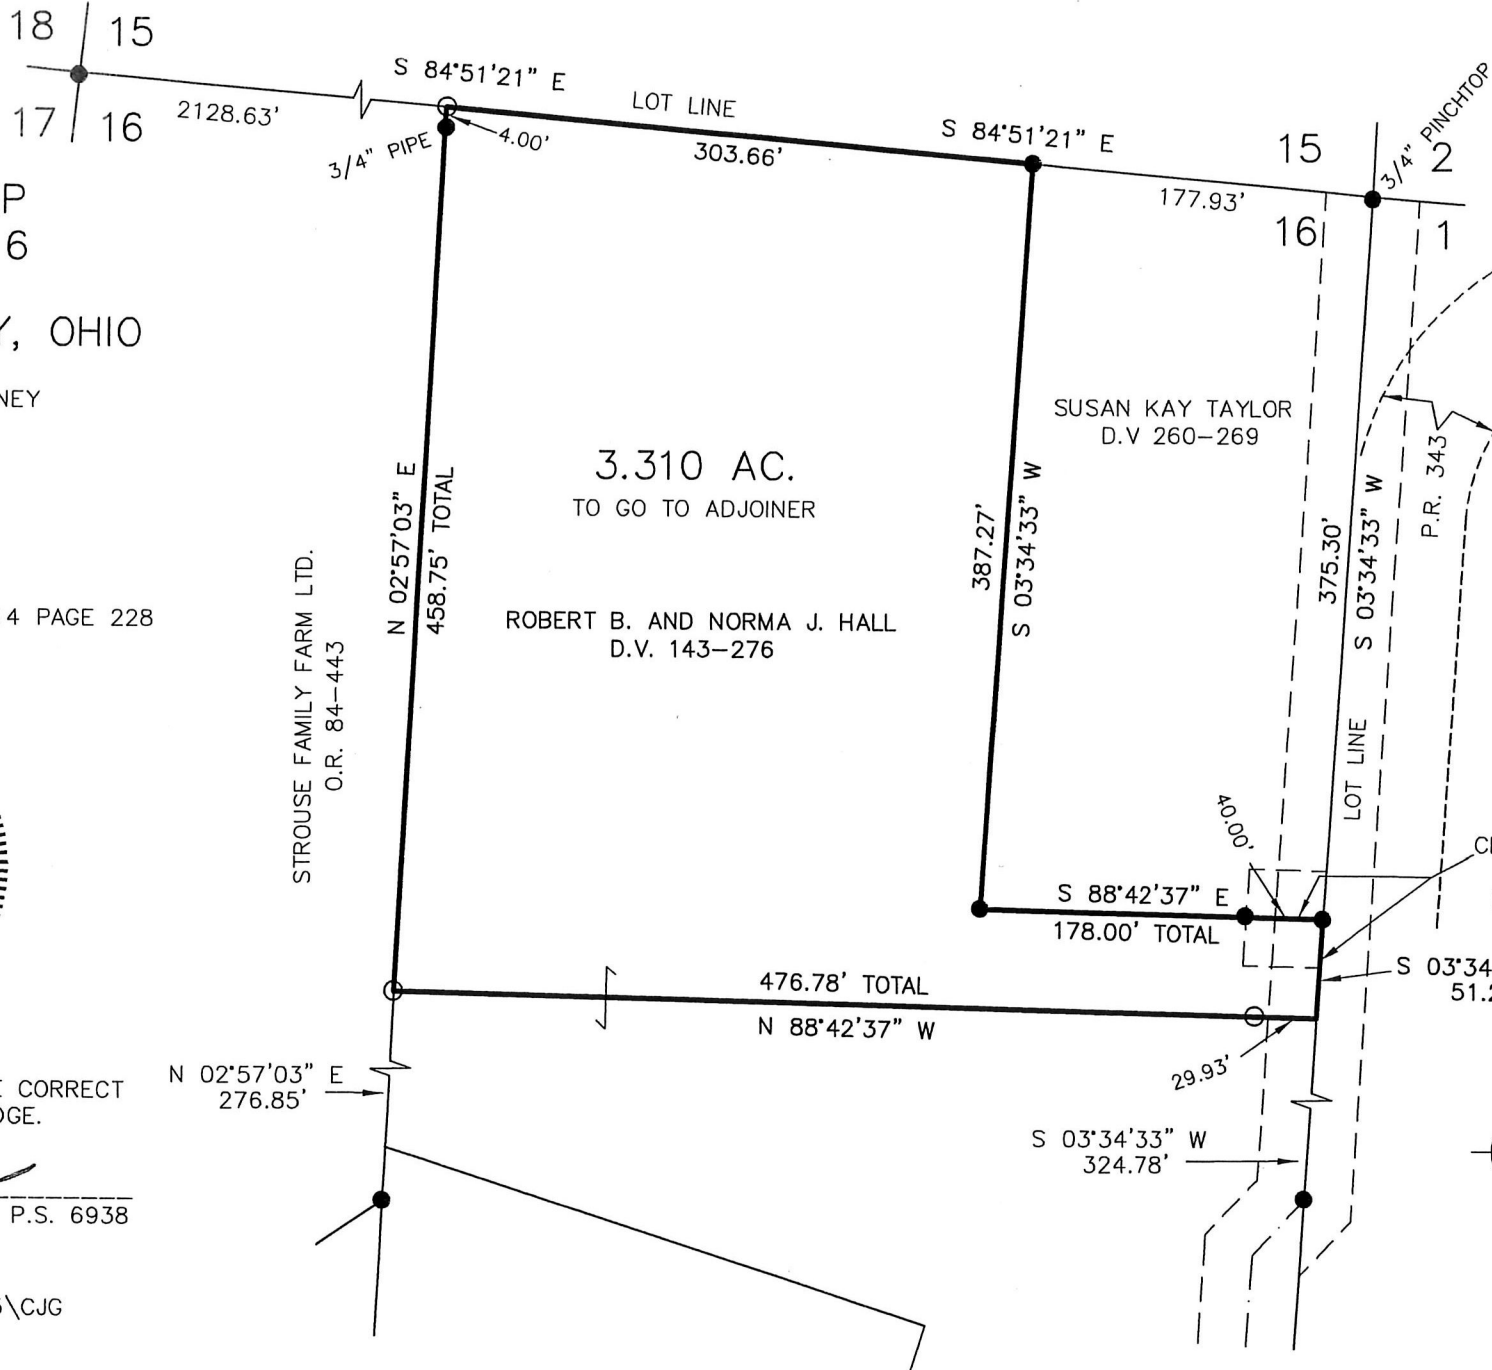 18
15
17
16
2128.63'
S 84°51'21" E
LOT LINE
303.66'
4.00'
3/4" PIPE
S 84°51'21" E
177.93'
15
2
16
1
3/4" PINCHTOP
P
6
Y, OHIO
NEY
4 PAGE 228
N 02°57'03" E
458.75' TOTAL
3.310 AC.
TO GO TO ADJOINER
ROBERT B. AND NORMA J. HALL
D.V. 143-276
STROUSE FAMILY FARM LTD.
O.R. 84-443
387.27'
S 03°34'33" W
SUSAN KAY TAYLOR
D.V 260-269
375.30'
LOT LINE S 03°34'33" W
P.R. 343
40.00'
S 88°42'37" E
178.00' TOTAL
S 03°34
51.2
476.78' TOTAL
N 88°42'37" W
29.93'
N 02°57'03" E
276.85'
S 03°34'33" W
324.78'
E CORRECT
DGE.
P.S. 6938
\CJG